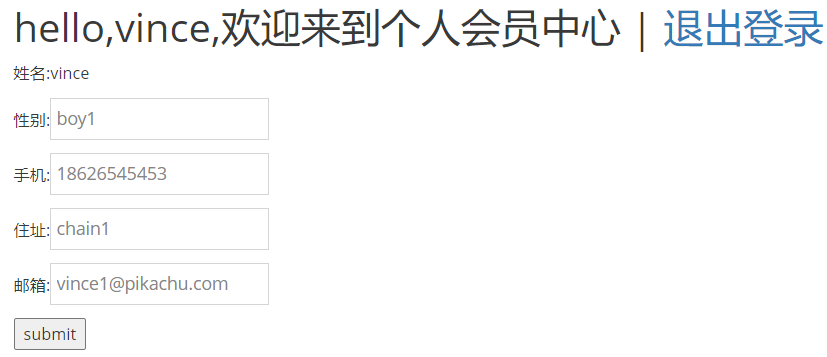 hello,vince,欢迎来到个人会员中心 | 退出登录
姓名:vince
性别:boy1
手机:18626545453
住址:chain1
邮箱:vince1@pikachu.com
submit